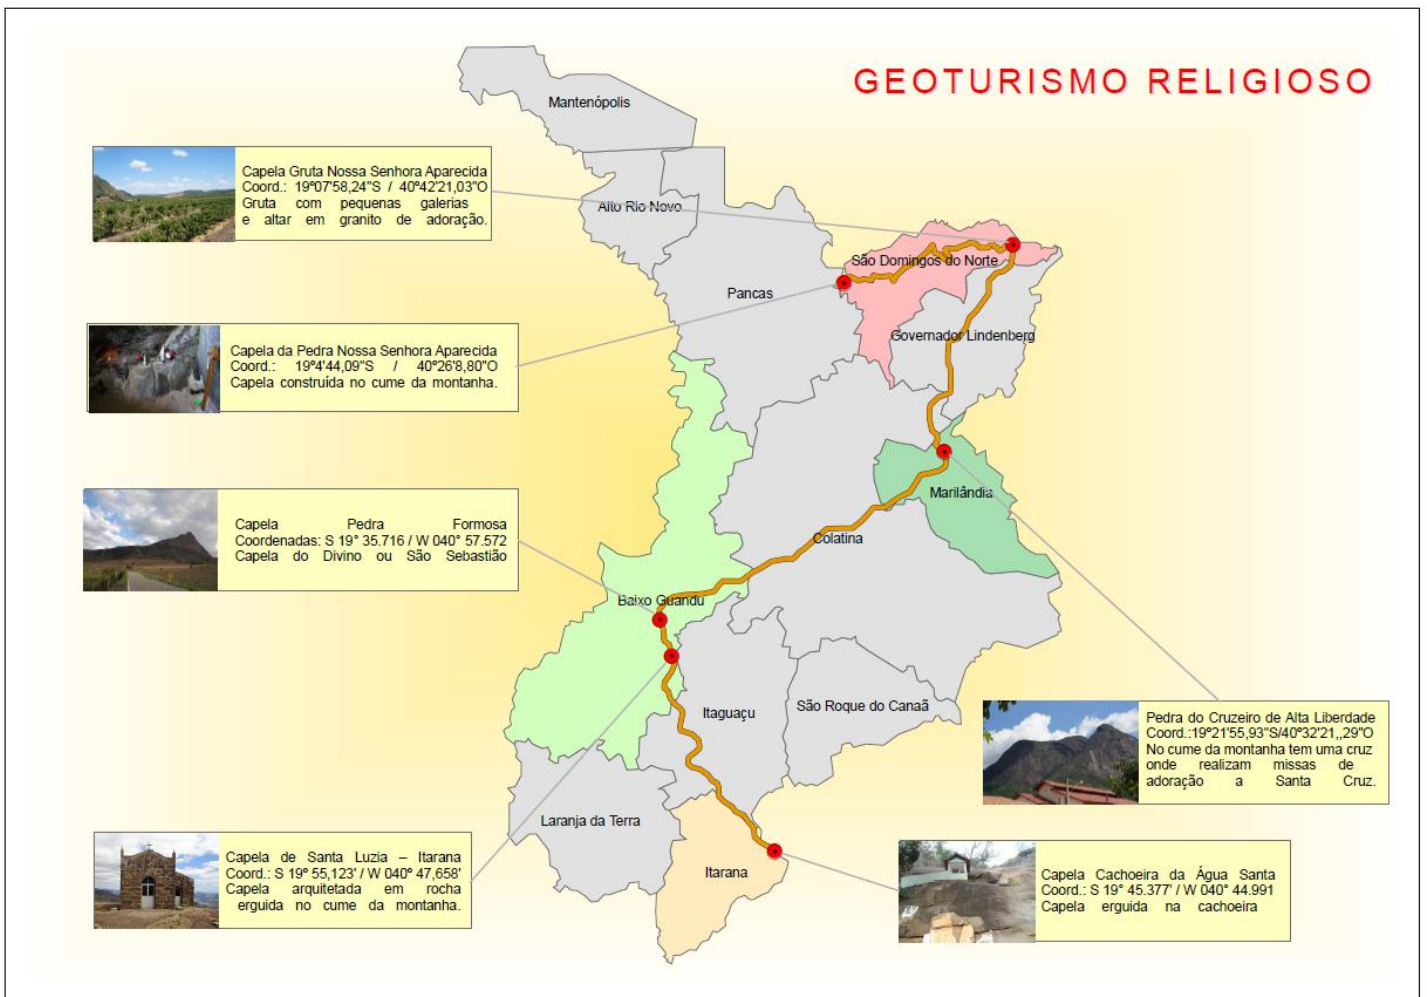 GEOTURISMO RELIGIOSO
Mantenópolis
Capela Gruta Nossa Senhora Aparecida
Coord.: 19º07'58,24"S / 40º42'21,03"O
Gruta com pequenas galerias
e altar em granito de adoração.
Alto Rio Novo
São Domingos do Norte
Pancas
Governador Lindenberg
Capela da Pedra Nossa Senhora Aparecida
Coord.: 19º4'44,09"S / 40º26'8,80"O
Capela construída no cume da montanha.
Marilândia
Capela Pedra Formosa
Coordenadas: S 19° 35.716 / W 040° 57.572
Capela do Divino ou São Sebastião
Colatina
Baixo Guandu
Itaguaçu
São Roque do Canaã
Pedra do Cruzeiro de Alta Liberdade
Coord.:19º21'55,93"S/40º32'21,,29"O
No cume da montanha tem uma cruz
onde realizam missas de
adoração a Santa Cruz.
Laranja da Terra
Itarana
Capela de Santa Luzia – Itarana
Coord.: S 19º 55,123' / W 040º 47,658'
Capela arquitetada em rocha
erguida no cume da montanha.
Capela Cachoeira da Água Santa
Coord.: S 19° 45.377' / W 040° 44.991
Capela erguida na cachoeira